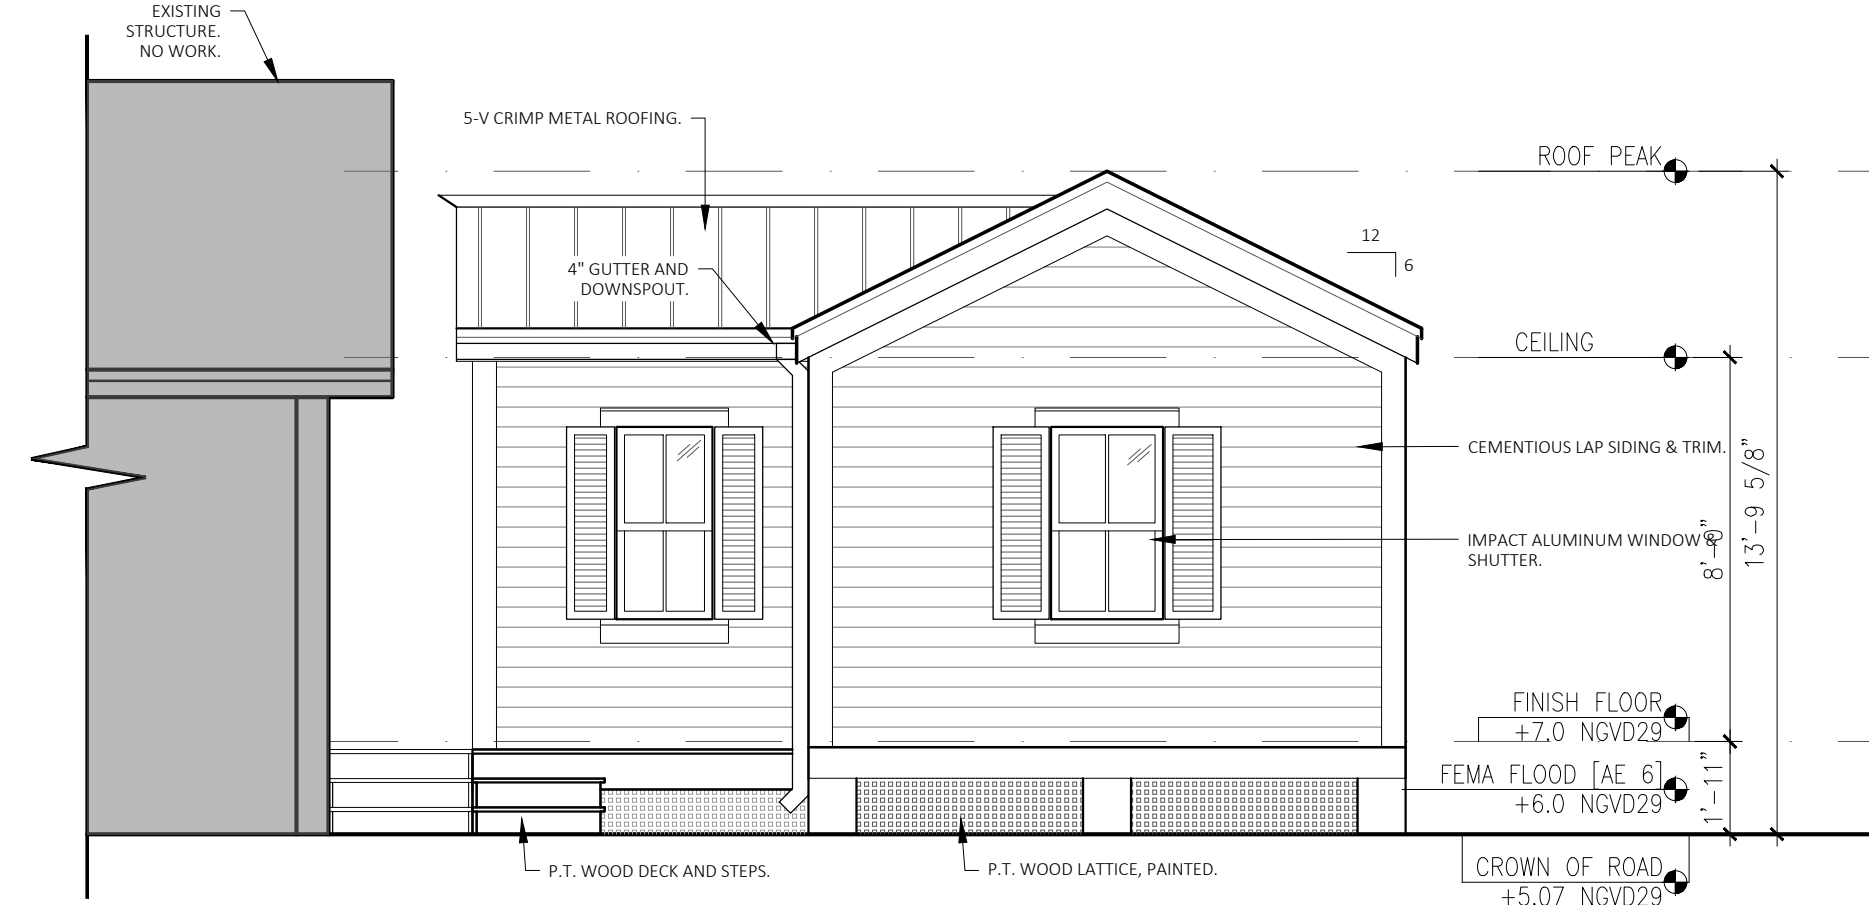 EXISTING
STRUCTURE.
NO WORK.
5-V CRIMP METAL ROOFING.
ROOF PEAK
12
6
4" GUTTER AND
DOWNSPOUT.
CEILING
CEMENTIOUS LAP SIDING & TRIM.
13'-9 5/8"
IMPACT ALUMINUM WINDOW &
SHUTTER.
8'-0"
FINISH FLOOR
+7.0 NGVD29
FEMA FLOOD [AE 6]
+6.0 NGVD29
1'-11"
P.T. WOOD DECK AND STEPS.
P.T. WOOD LATTICE, PAINTED.
CROWN OF ROAD
+5.07 NGVD29